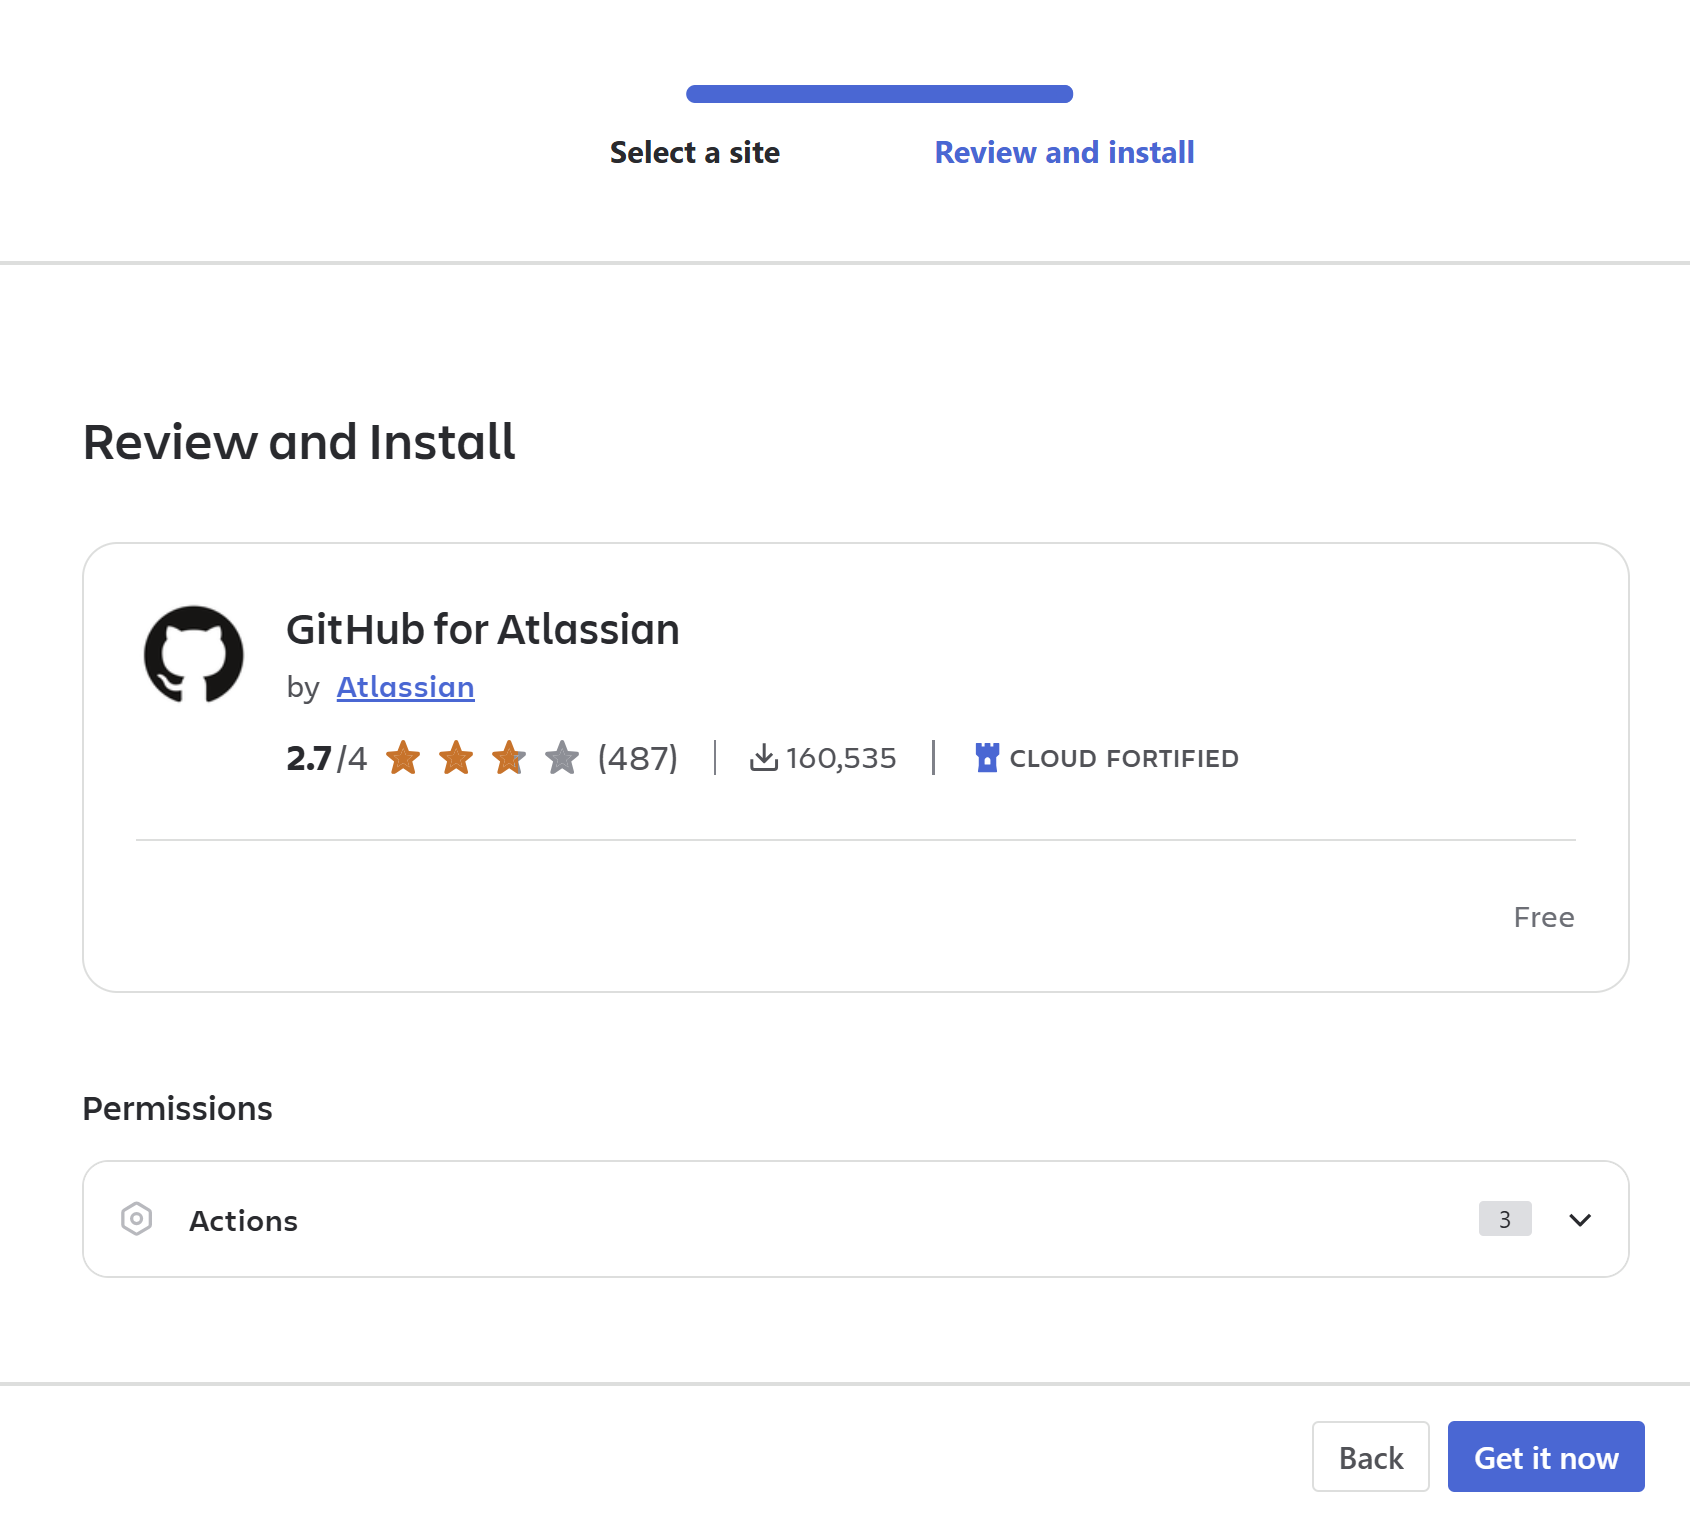 Select a site
Review and install
Review and Install
GitHub for Atlassian
by Atlassian
2.7/4 (487) 160,535 CLOUD FORTIFIED
Free
Permissions
Actions 3
Back Get it now